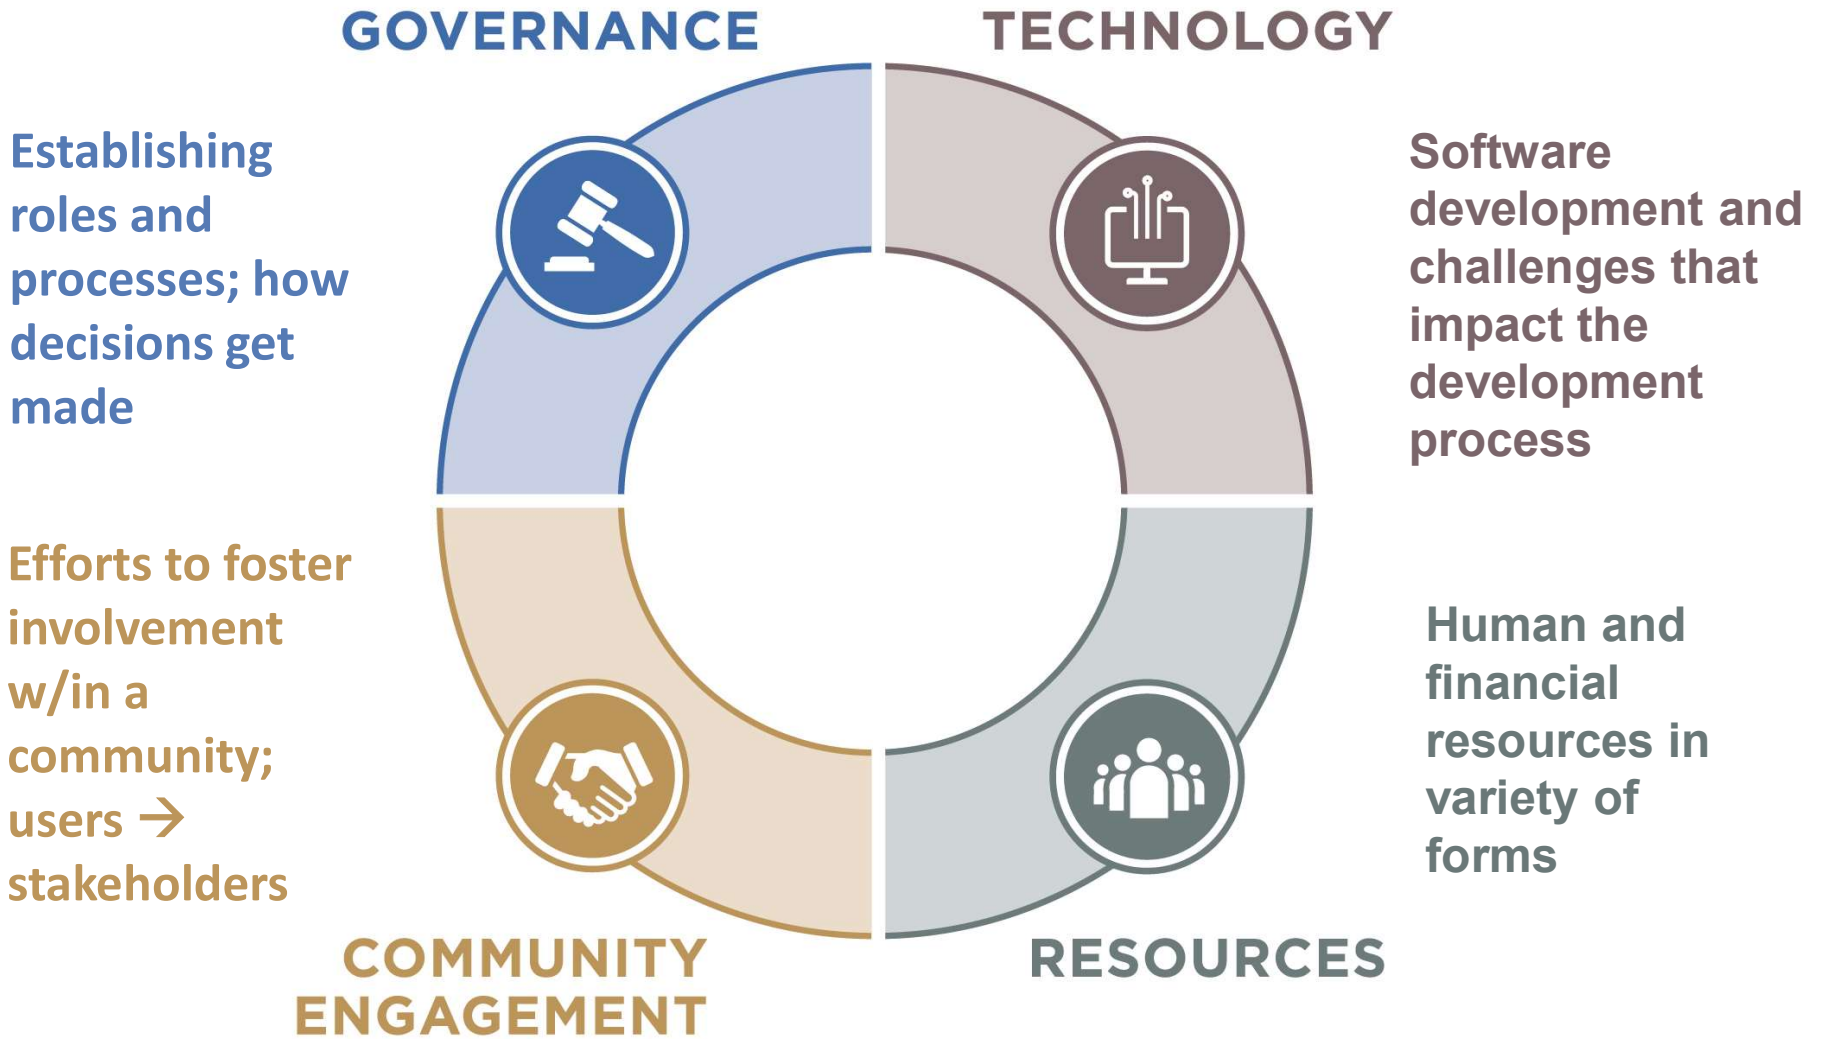 GOVERNANCE
Establishing
roles and
processes; how
decisions get
made
TECHNOLOGY
Software
development and
challenges that
impact the
development
process
Efforts to foster
involvement
w/in a
community;
users →
stakeholders
COMMUNITY
ENGAGEMENT
Human and
financial
resources in
variety of
forms
RESOURCES